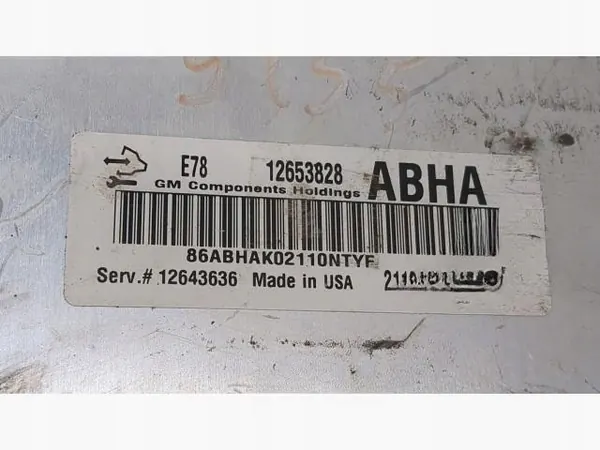 E78 12653828 ABHA
GM Components Holdings
86ABHAK02110NTYF
Serv.# 12643636 Made in USA